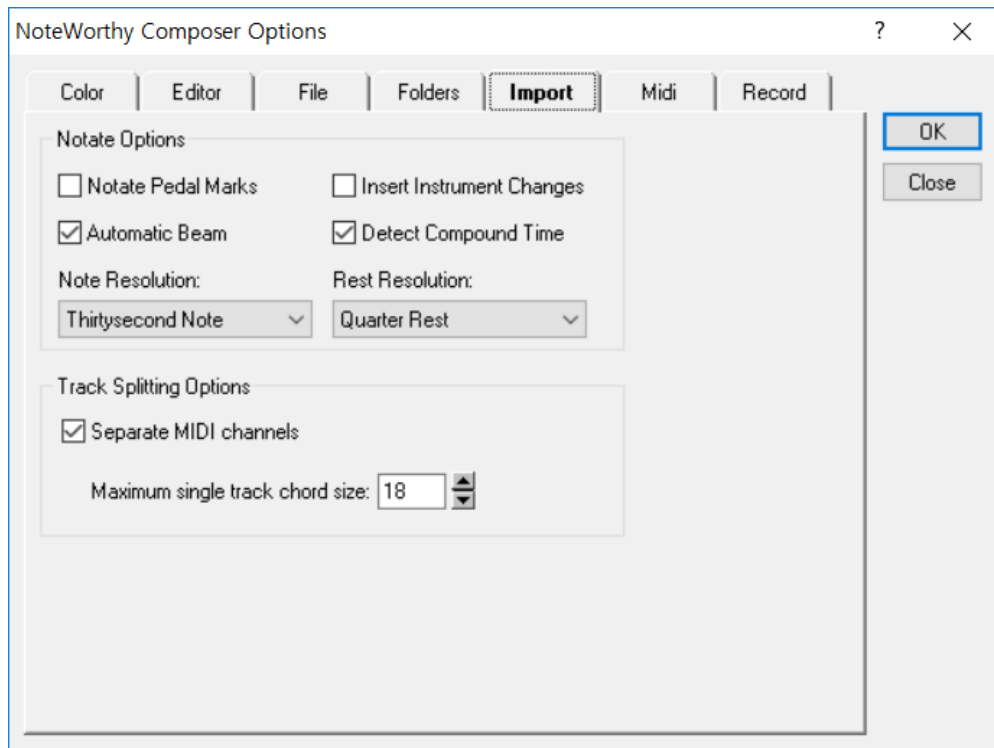 NoteWorthy Composer Options ?
Color Editor File Folders Import Midi Record
OK
Close
Notate Options
Notate Pedal Marks Insert Instrument Changes
Automatic Beam Detect Compound Time
Note Resolution: Rest Resolution:
Thirtysecond Note Quarter Rest
Track Splitting Options
Separate MIDI channels
Maximum single track chord size: 18